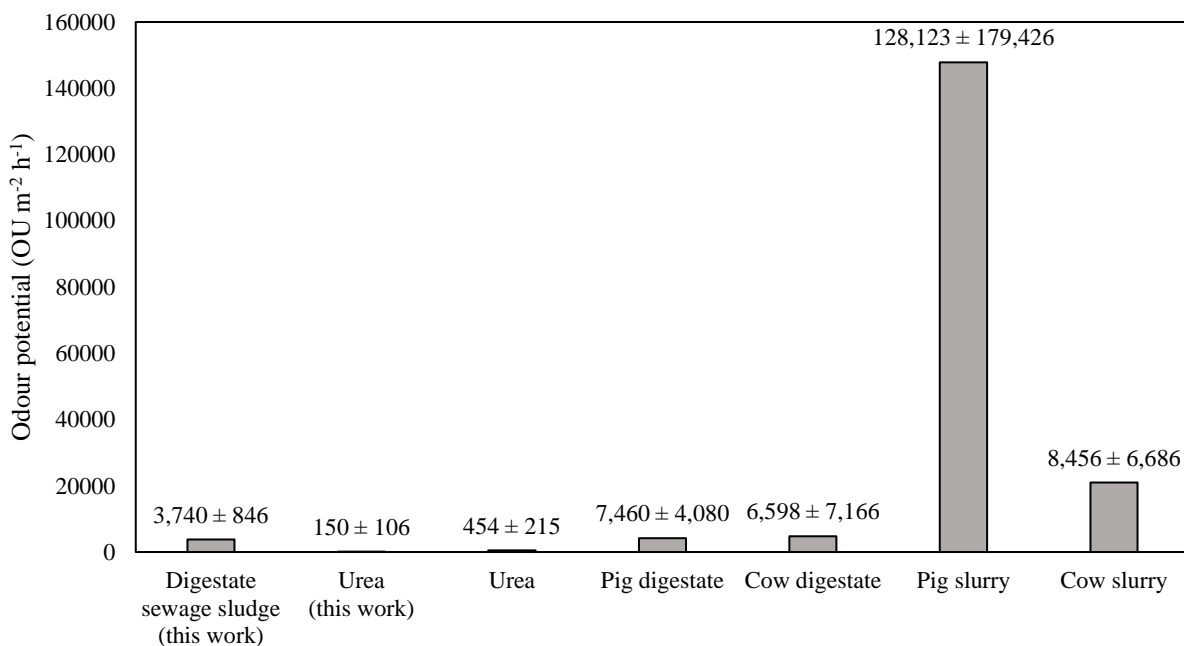 160000
140000
120000
100000
80000
60000
40000
20000
0
Odour potential (OU m-2 h-1)
128,123 ± 179,426
8,456 ± 6,686
3,740 ± 846
150 ± 106
454 ± 215
7,460 ± 4,080
6,598 ± 7,166
Digestate
sewage sludge
(this work)
Urea
(this work)
Urea
Pig digestate
Cow digestate
Pig slurry
Cow slurry